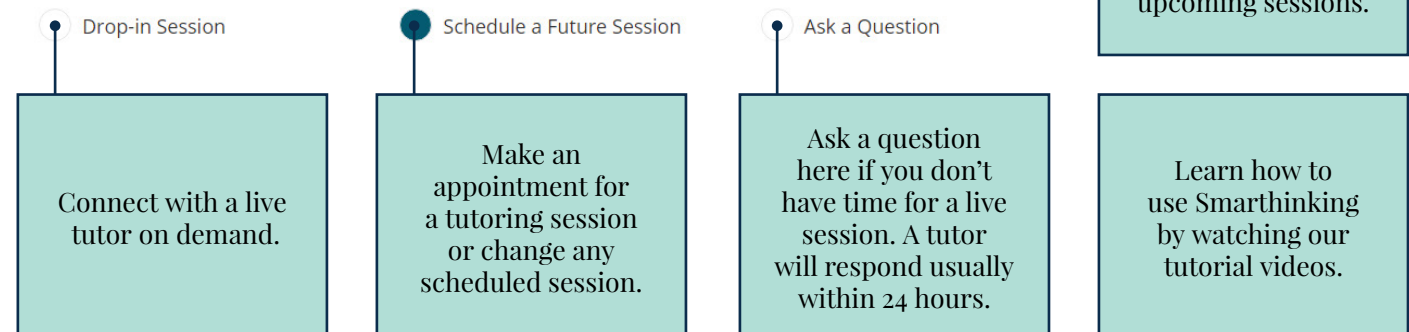 upcoming sessions.
Drop-in Session
Schedule a Future Session
Ask a Question
Connect with a live
tutor on demand.
Make an
appointment for
a tutoring session
or change any
scheduled session.
Ask a question
here if you don’t
have time for a live
session. A tutor
will respond usually
within 24 hours.
Learn how to
use Smarthinking
by watching our
tutorial videos.